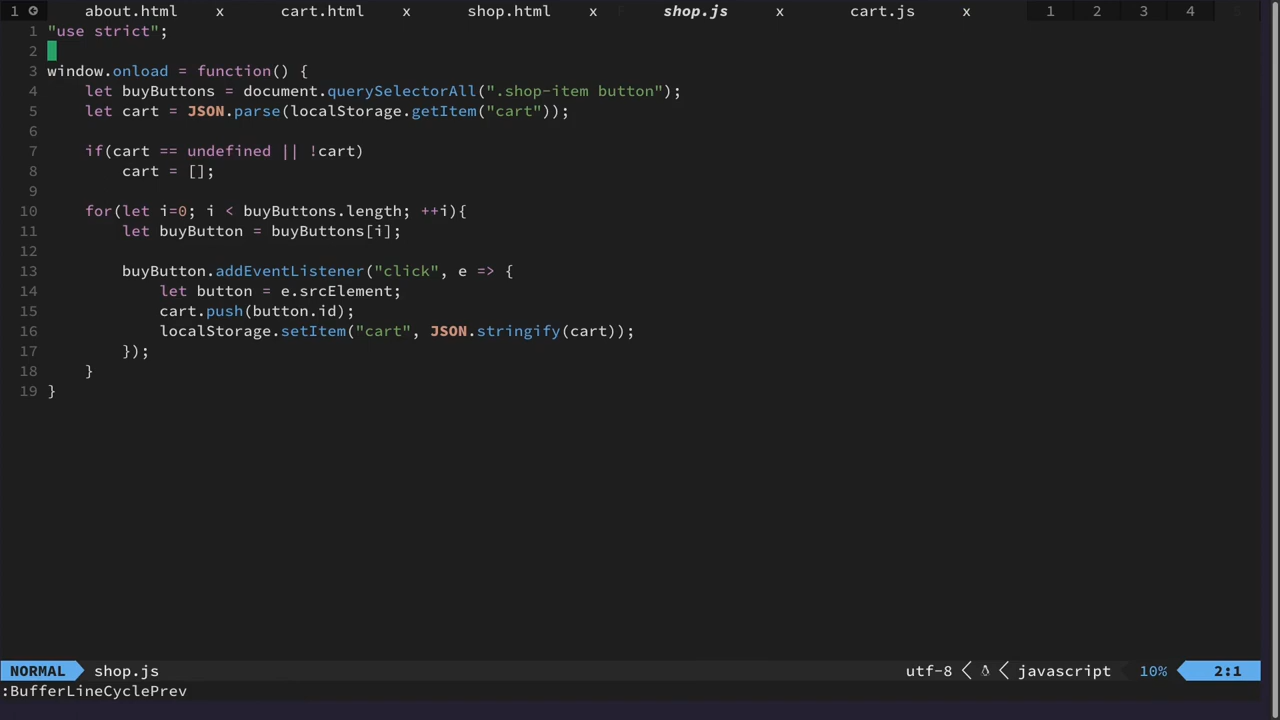 1 about.html x cart.html x shop.html x shop.js x cart.js x 1 2 3 4
1 "use strict";
2
3 window.onload = function() {
4     let buyButtons = document.querySelectorAll(".shop-item button");
5     let cart = JSON.parse(localStorage.getItem("cart"));
6
7     if(cart == undefined || !cart)
8         cart = [];
9
10     for(let i=0; i < buyButtons.length; ++i){
11         let buyButton = buyButtons[i];
12
13         buyButton.addEventListener("click", e => {
14             let button = e.srcElement;
15             cart.push(button.id);
16             localStorage.setItem("cart", JSON.stringify(cart));
17         });
18     }
19 }
NORMAL shop.js utf-8 javascript 10% 2:1
:BufferLineCyclePrev